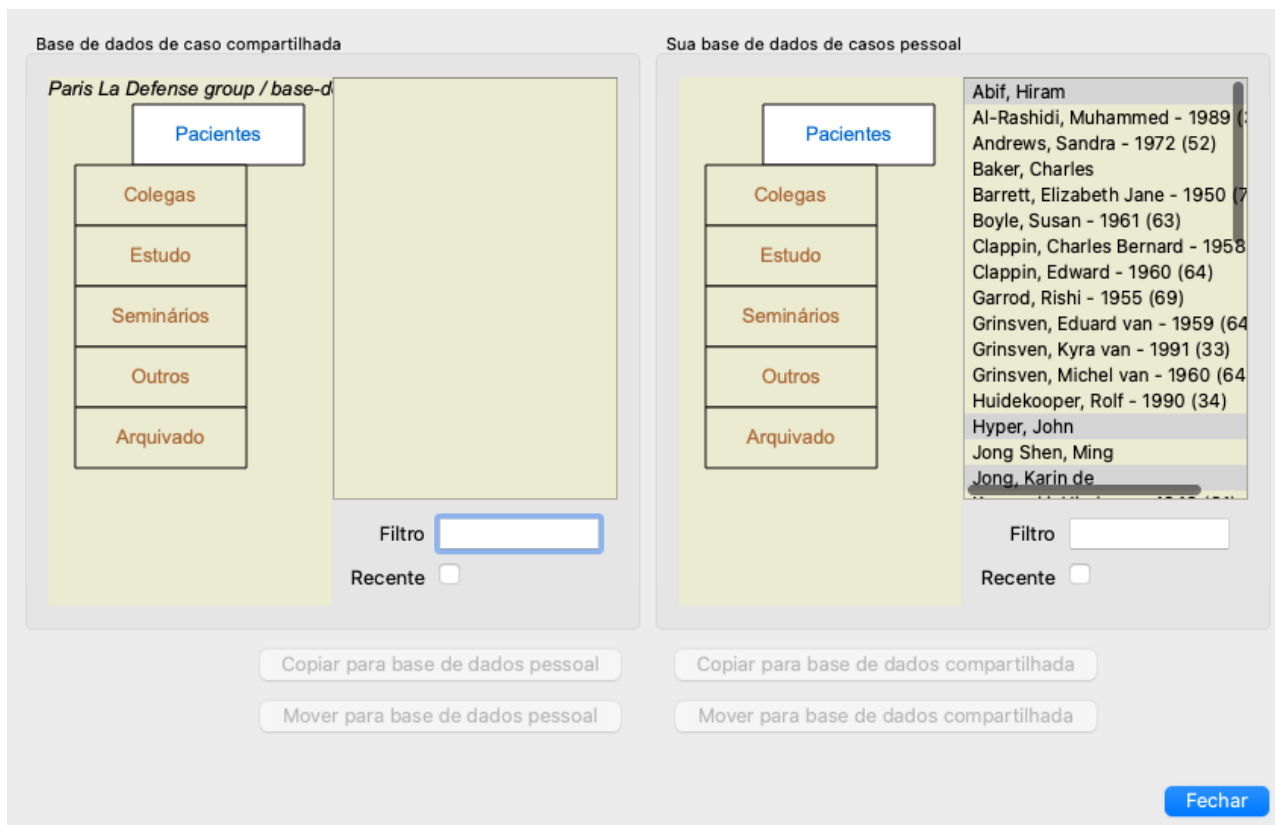 Base de dados de caso compartilhada
Paris La Defense group / base-d
Pacientes
Colegas
Estudo
Seminários
Outros
Arquivado
Filtro
Recente
Sua base de dados de casos pessoal
Pacientes
Colegas
Estudo
Seminários
Outros
Arquivado
Abif, Hiram
Al-Rashidi, Muhammed - 1989 (
Andrews, Sandra - 1972 (52)
Baker, Charles
Barrett, Elizabeth Jane - 1950 (7
Boyle, Susan - 1961 (63)
Clappin, Charles Bernard - 1958
Clappin, Edward - 1960 (64)
Garrod, Rishi - 1955 (69)
Grinsven, Eduard van - 1959 (64
Grinsven, Kyra van - 1991 (33)
Grinsven, Michel van - 1960 (64
Huidekooper, Rolf - 1990 (34)
Hyper, John
Jong Shen, Ming
Jong, Karin de
Filtro
Recente
Copiar para base de dados pessoal
Copiar para base de dados compartilhada
Mover para base de dados pessoal
Mover para base de dados compartilhada
Fechar